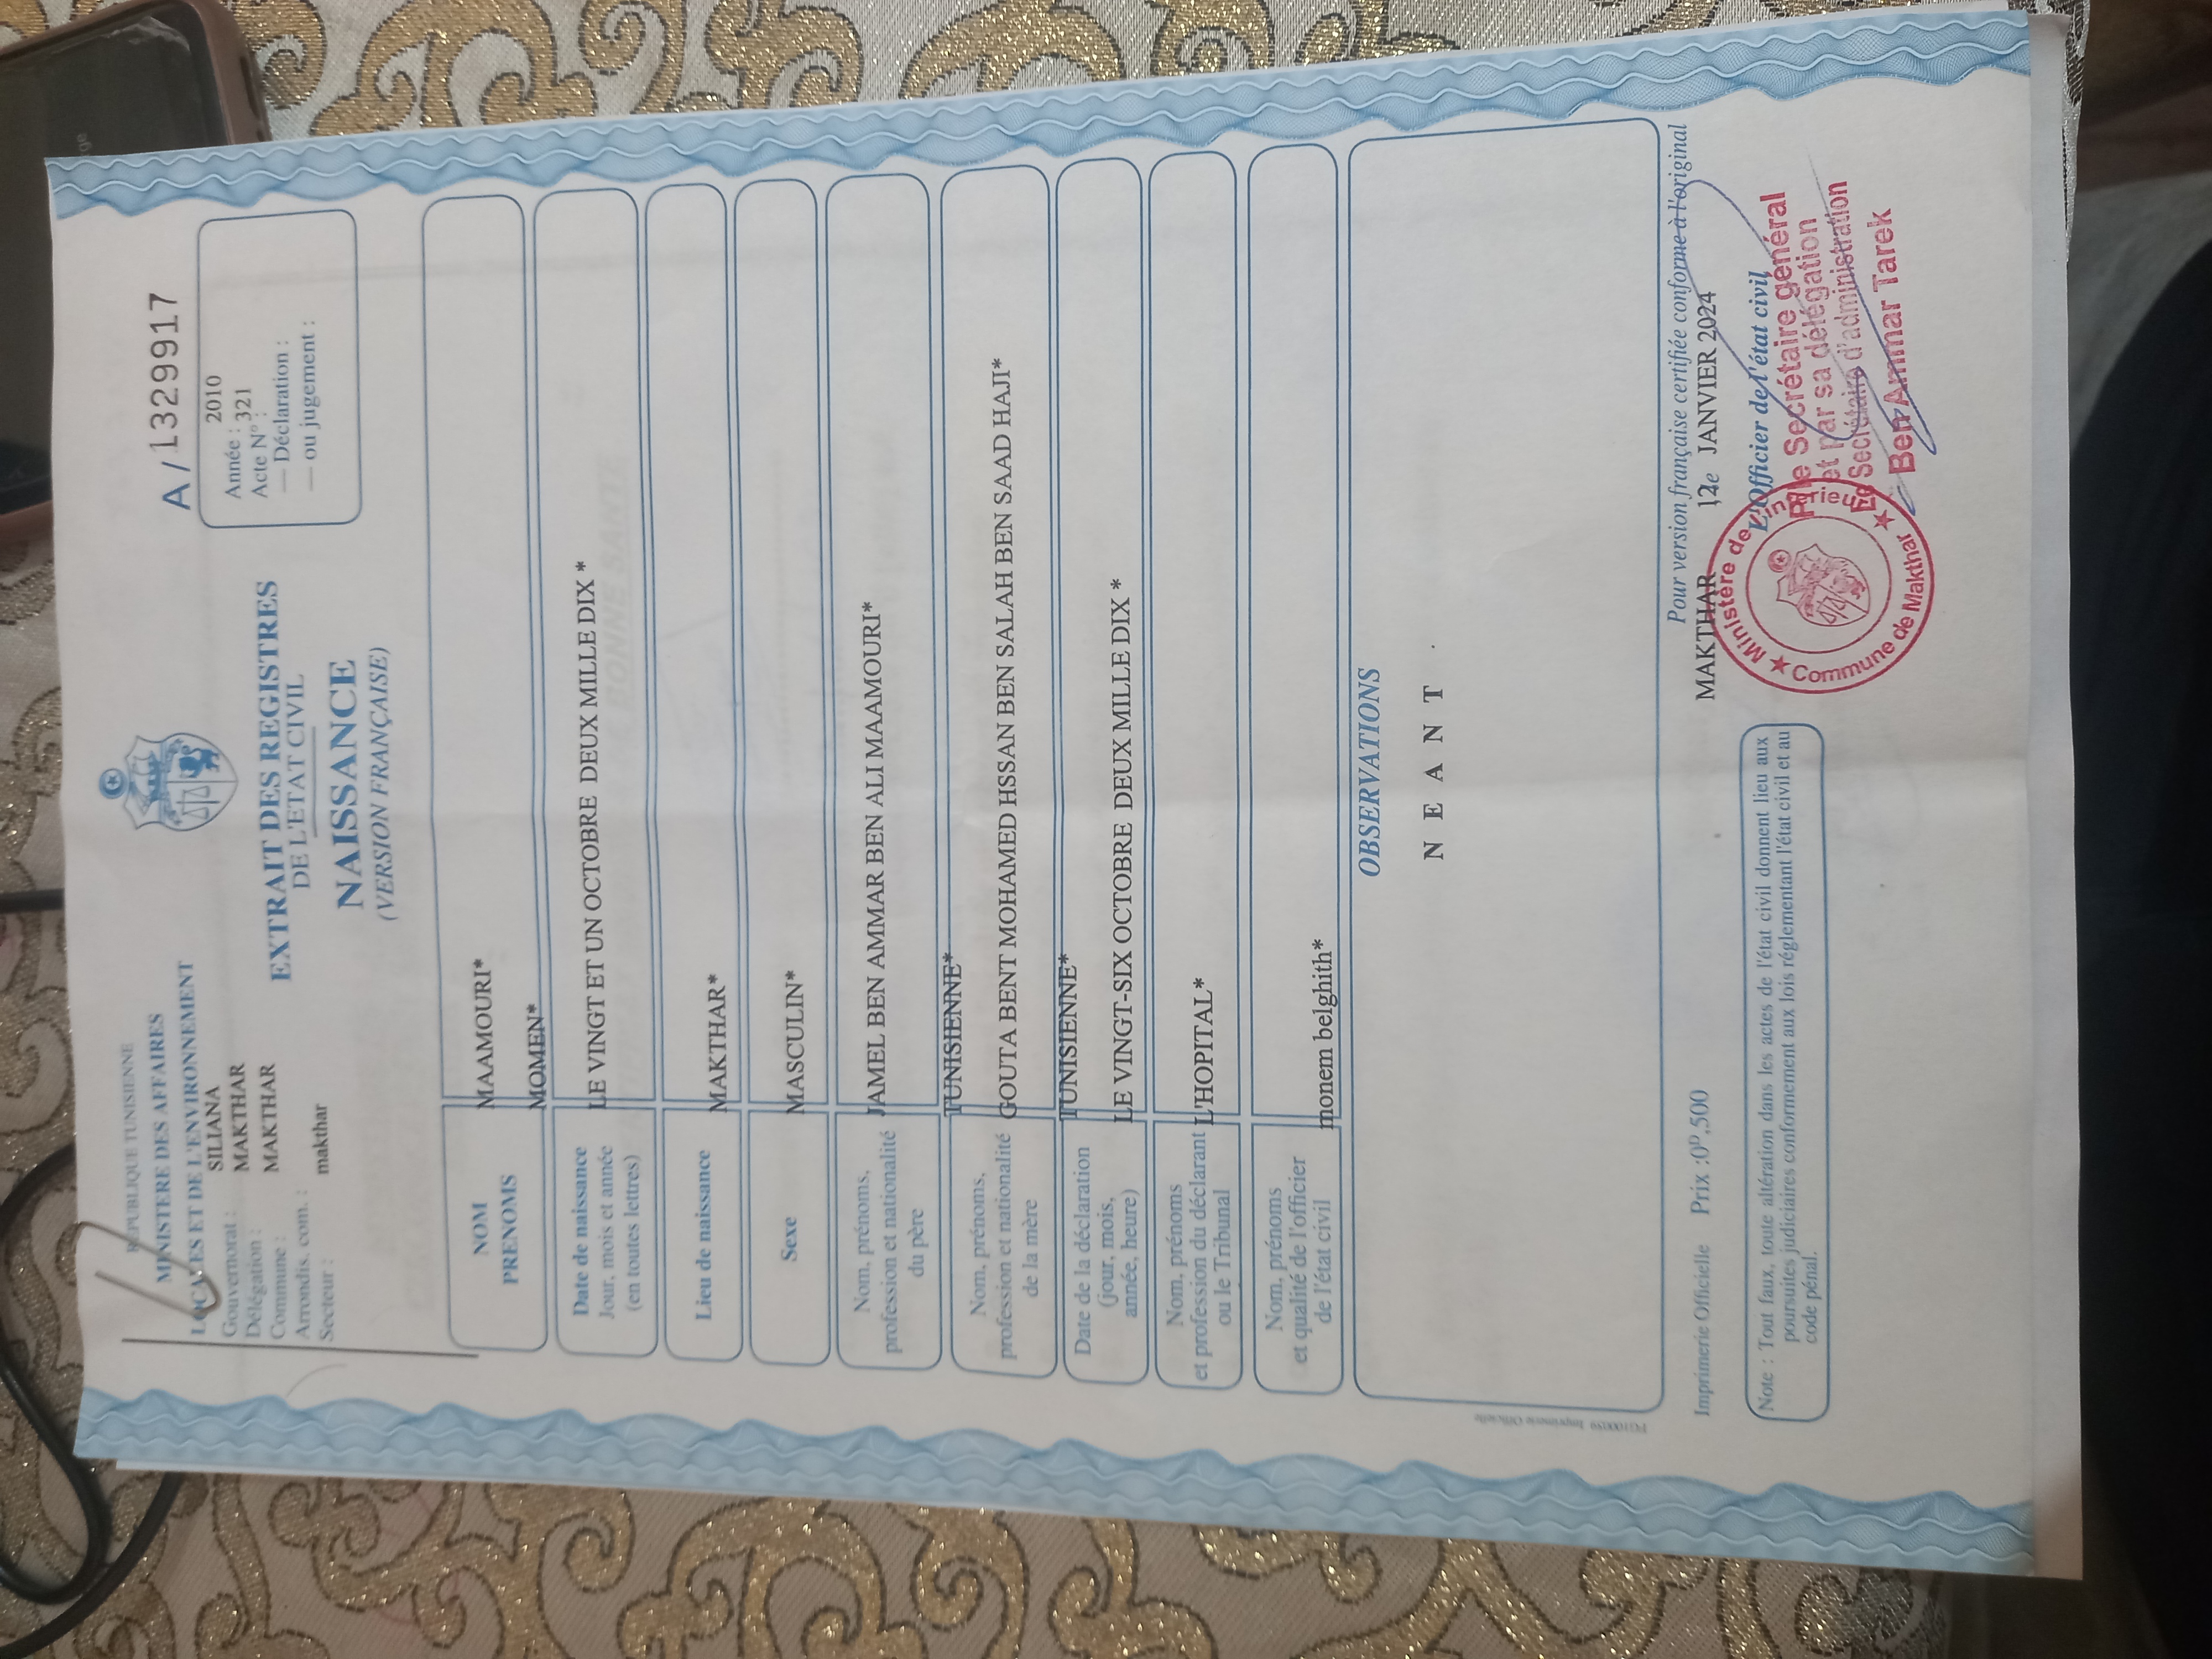 REPUBLIQUE TUNISIENNE
MINISTERE DES AFFAIRES
LOCALES ET DE L'ENVIRONNEMENT
Gouvernorat : SILIANA
Délégation : MAKTHAR
Commune : MAKTHAR
Arrondis. com. :
Secteur : makthar
A/1329917
2010
Année :
Acte N° : 321
— Déclaration :
— ou jugement :
EXTRAIT DES REGISTRES
DE L'ETAT CIVIL
NAISSANCE
(VERSION FRANÇAISE)
NOM MAAMOURI*
PRENOMS MOMEN*
Date de naissance
Jour, mois et année
(en toutes lettres)
LE VINGT ET UN OCTOBRE DEUX MILLE DIX *
Lieu de naissance MAKTHAR*
Sexe MASCULIN*
Nom, prénoms,
profession et nationalité
du père
JAMEL BEN AMMAR BEN ALI MAAMOURI*
TUNISIENNE*
Nom, prénoms,
profession et nationalité
de la mère
GOUTA BENT MOHAMED HSSAN BEN SALAH BEN SAAD HAJI*
TUNISIENNE*
Date de la déclaration
(jour, mois,
année, heure)
LE VINGT-SIX OCTOBRE DEUX MILLE DIX *
Nom, prénoms
et profession du déclarant
ou le Tribunal
L'HOPITAL*
Nom, prénoms
et qualité de l'officier
de l'état civil
monem belghith*
OBSERVATIONS
N E A N T .
Pour version française certifiée conforme à l'original
MAKTHAR 12e JANVIER 2024
L'Officier de l'état civil
P/le Secrétaire général
et par sa délégation
Le Secrétaire d'administration
Ben Ammar Tarek
Ministère de l'intérieur
Commune de Makthar
Imprimerie Officielle Prix :0D,500
Note : Tout faux, toute altération dans les actes de l'état civil donnent lieu aux
poursuites judiciaires conformement aux lois réglementant l'état civil et au
code pénal.